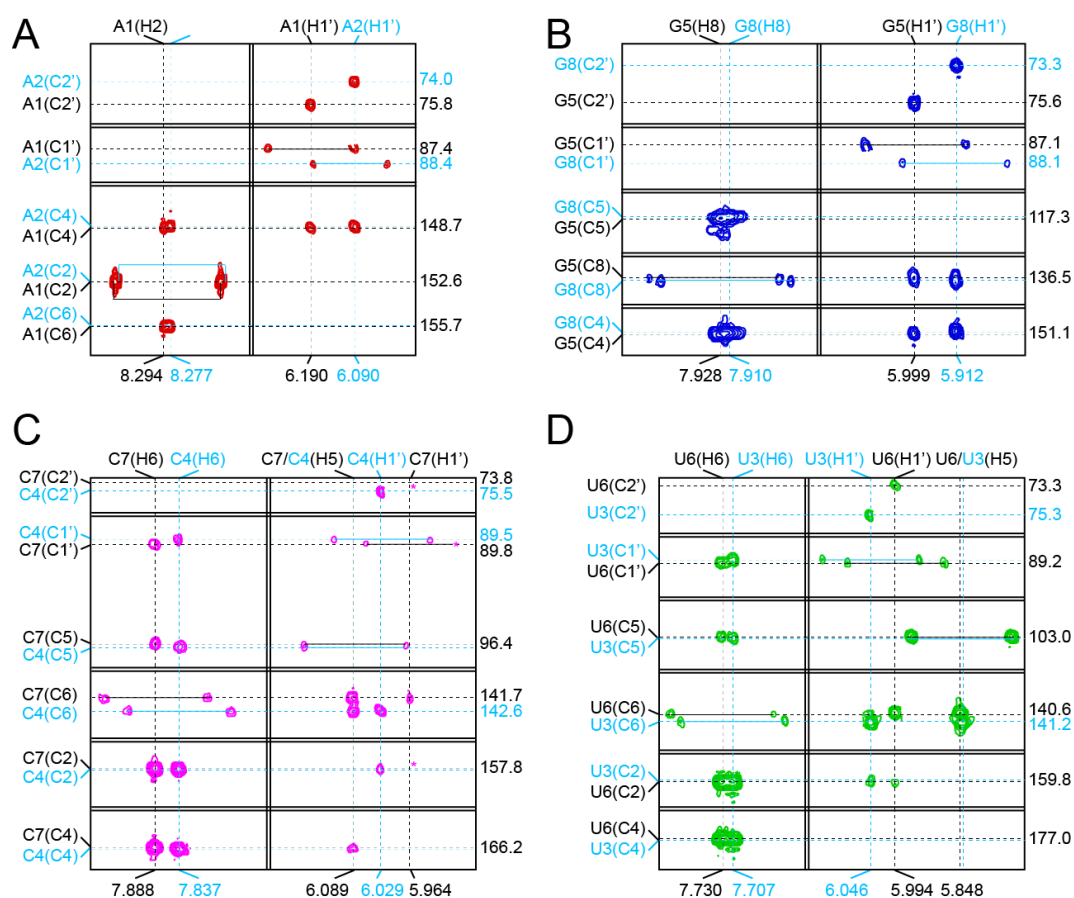 A
A1(H2) A1(H1') A2(H1')
A2(C2') 74.0
A1(C2') 75.8
A1(C1') 87.4
A2(C1') 88.4
A2(C4)
A1(C4) 148.7
A2(C2)
A1(C2) 152.6
A2(C6)
A1(C6) 155.7
8.294 8.277 6.190 6.090
B
G5(H8) G8(H8) G5(H1') G8(H1')
G8(C2') 73.3
G5(C2') 75.6
G5(C1') 87.1
G8(C1') 88.1
G8(C5)
G5(C5) 117.3
G5(C8)
G8(C8) 136.5
G8(C4)
G5(C4) 151.1
7.928 7.910 5.999 5.912
C
C7(H6) C4(H6) C7/C4(H5) C4(H1') C7(H1')
C7(C2') * 73.8
C4(C2') 75.5
C4(C1') 89.5
C7(C1') * 89.8
C7(C5)
C4(C5) 96.4
C7(C6) 141.7
C4(C6) 142.6
C7(C2) *
C4(C2) 157.8
C7(C4)
C4(C4) 166.2
7.888 7.837 6.089 6.029 5.964
D
U6(H6) U3(H6) U3(H1') U6(H1') U6/U3(H5)
U6(C2') 73.3
U3(C2') 75.3
U3(C1')
U6(C1') 89.2
U6(C5)
U3(C5) 103.0
U6(C6) 140.6
U3(C6) 141.2
U3(C2)
U6(C2) 159.8
U6(C4)
U3(C4) 177.0
7.730 7.707 6.046 5.994 5.848